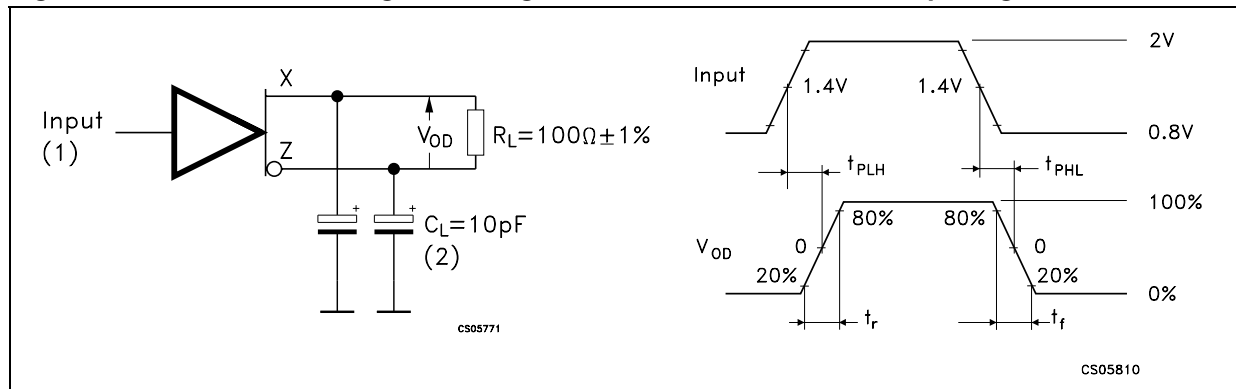 X
Input
(1)
Z
V_OD
R_L=100Ω±1%
+
+
C_L=10pF
(2)
CS05771
2V
Input
1.4V
1.4V
0.8V
t_PLH
t_PHL
100%
80%
80%
V_OD
0
0
20%
20%
0%
t_r
t_f
CS05810